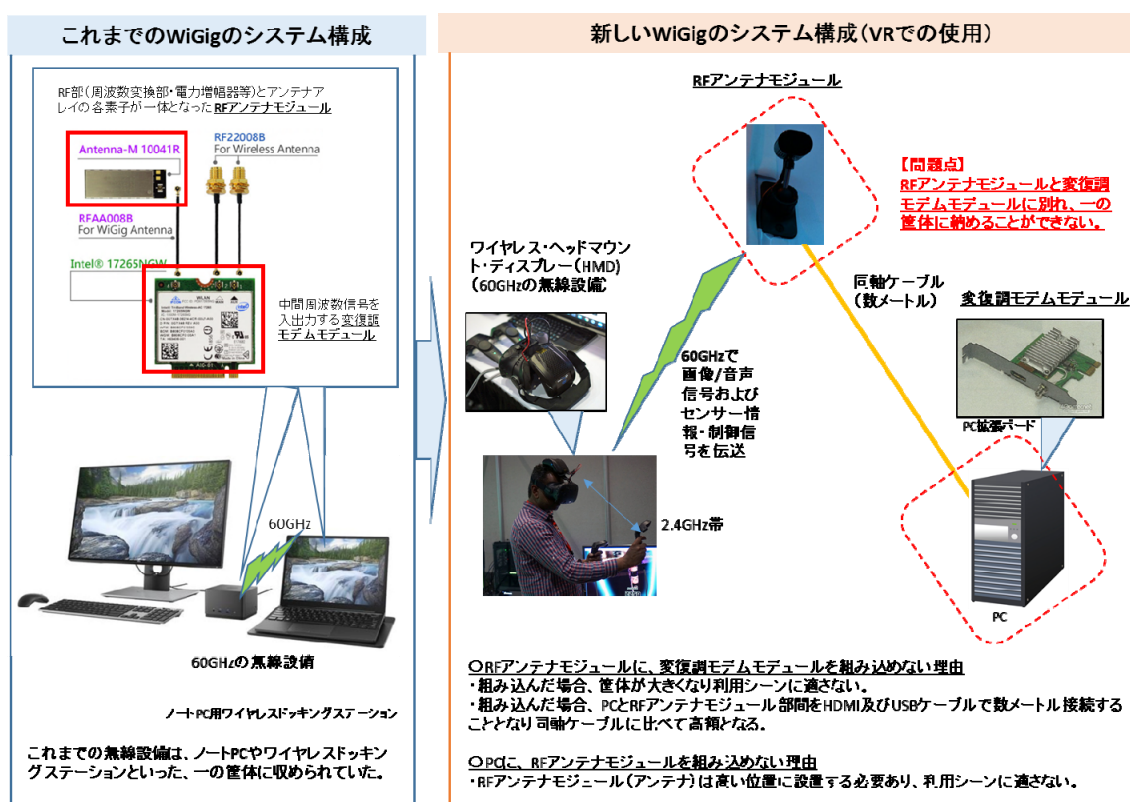 これまでのWiGigのシステム構成
RF部(周波数変換部・電力増幅器等)とアンテナア
レイの各素子が一体となったRFアンテナモジュール
Antenna-M 10041R
RF22008B
For Wireless Antenna
RFAA008B
For WiGig Antenna
Intel® 17265NGW
WLAN
中間周波数信号を
入出力する変復調
モデムモジュール
60GHz
60GHzの無線設備
ノートPC用ワイヤレスドッキングステーション
これまでの無線設備は、ノートPCやワイヤレスドッキン
グステーションといった、一の筐体に収められていた。
新しいWiGigのシステム構成(VRでの使用)
RFアンテナモジュール
【問題点】
RFアンテナモジュールと変復調
モデムモジュールに別れ、一の
筐体に納めることができない。
ワイヤレス・ヘッドマウン
ト・ディスプレー(HMD)
(60GHzの無線設備)
同軸ケーブル
(数メートル)
変復調モデムモジュール
60GHzで
画像/音声
信号および
センサー情
報・制御信
号を伝送
PC拡張ボード
2.4GHz帯
PC
○RFアンテナモジュールに、変復調モデムモジュールを組み込めない理由
・組み込んだ場合、筐体が大きくなり利用シーンに適さない。
・組み込んだ場合、PCとRFアンテナモジュール部間をHDMI及びUSBケーブルで数メートル接続する
こととなり同軸ケーブルに比べて高額となる。
○PCに、RFアンテナモジュールを組み込めない理由
・RFアンテナモジュール(アンテナ)は高い位置に設置する必要あり、利用シーンに適さない。